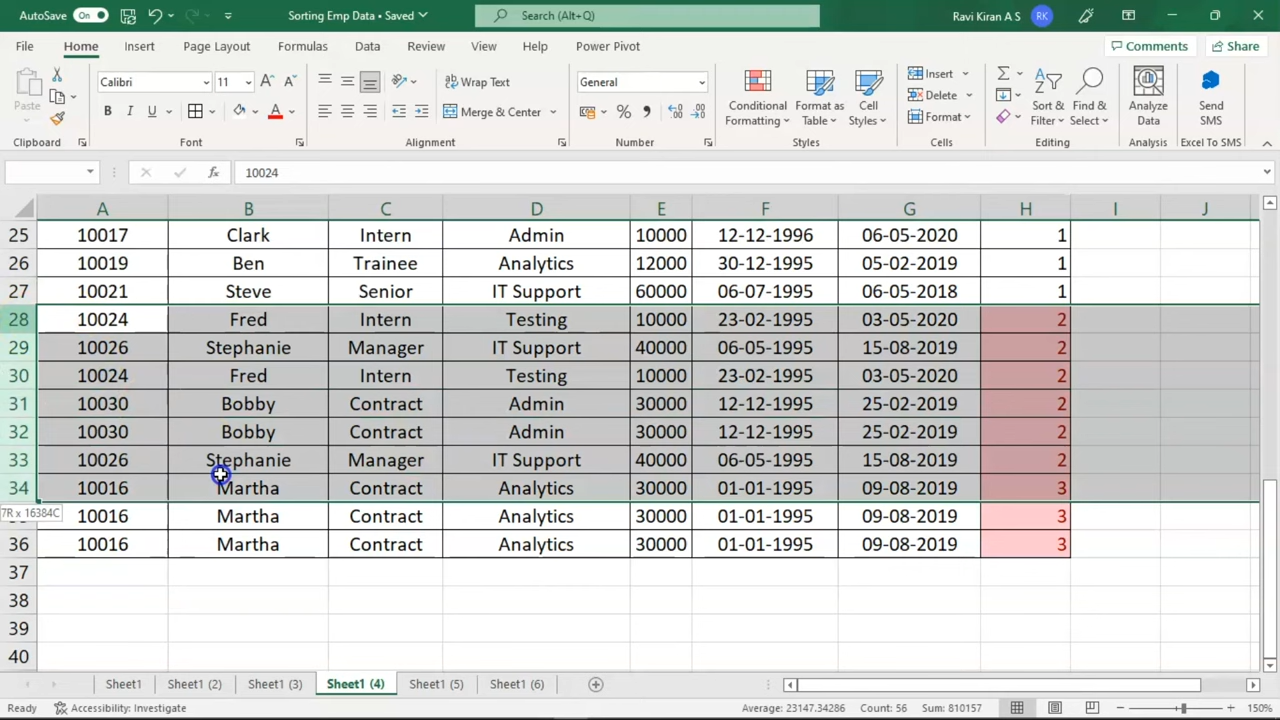 AutoSave On Sorting Emp Data • Saved Search (Alt+Q) Ravi Kiran A S RK
File Home Insert Page Layout Formulas Data Review View Help Power Pivot Comments Share
Paste Calibri 11 A A Wrap Text General Conditional Formatting Format as Table Cell Styles Insert Σ Sort & Filter Find & Select Analyze Data Send SMS
B I U A Merge & Center % Delete Format
Clipboard Font Alignment Number Styles Cells Editing Analysis Excel To SMS
fx 10024
A B C D E F G H I J
25 10017 Clark Intern Admin 10000 12-12-1996 06-05-2020 1
26 10019 Ben Trainee Analytics 12000 30-12-1995 05-02-2019 1
27 10021 Steve Senior IT Support 60000 06-07-1995 06-05-2018 1
28 10024 Fred Intern Testing 10000 23-02-1995 03-05-2020 2
29 10026 Stephanie Manager IT Support 40000 06-05-1995 15-08-2019 2
30 10024 Fred Intern Testing 10000 23-02-1995 03-05-2020 2
31 10030 Bobby Contract Admin 30000 12-12-1995 25-02-2019 2
32 10030 Bobby Contract Admin 30000 12-12-1995 25-02-2019 2
33 10026 Stephanie Manager IT Support 40000 06-05-1995 15-08-2019 2
34 10016 Martha Contract Analytics 30000 01-01-1995 09-08-2019 3
7R x 16384C
10016 Martha Contract Analytics 30000 01-01-1995 09-08-2019 3
36 10016 Martha Contract Analytics 30000 01-01-1995 09-08-2019 3
37
38
39
40
Sheet1 Sheet1 (2) Sheet1 (3) Sheet1 (4) Sheet1 (5) Sheet1 (6)
Ready Accessibility: Investigate Average: 23147.34286 Count: 56 Sum: 810157 150%